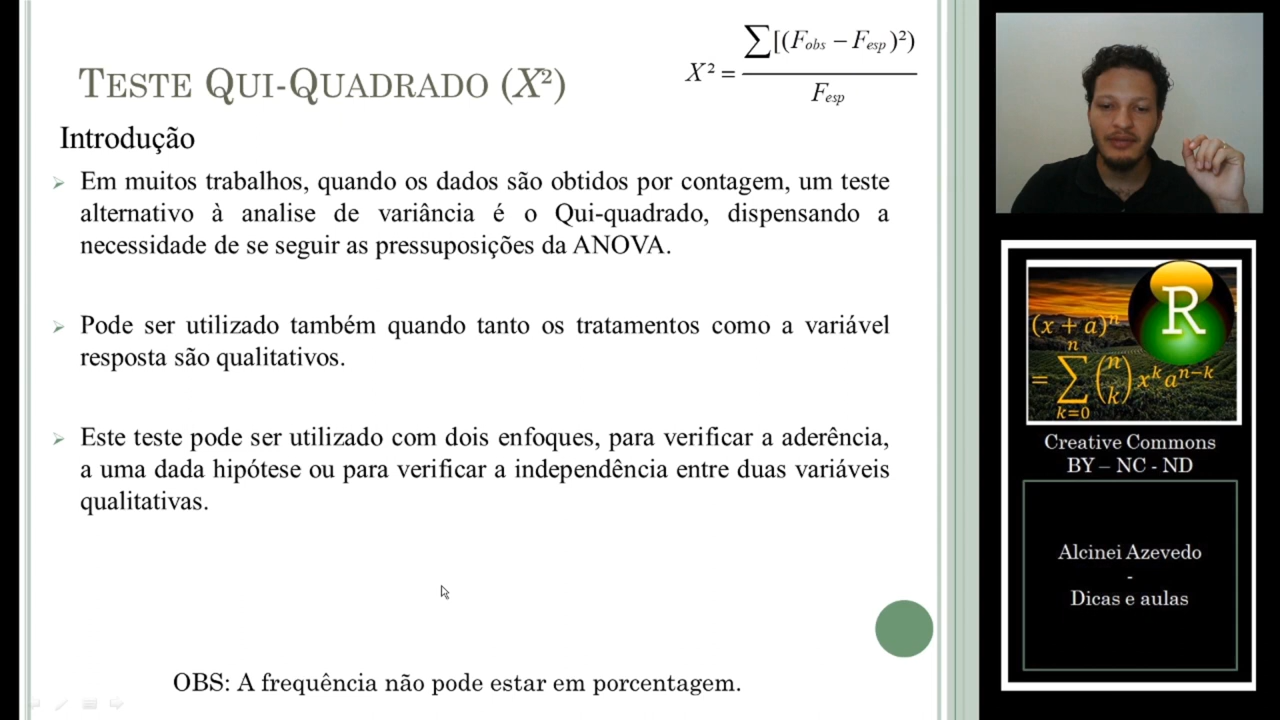 TESTE QUI-QUADRADO (X²)
X² = ∑[(Fobs − Fesp)²) / Fesp
Introdução
Em muitos trabalhos, quando os dados são obtidos por contagem, um teste
alternativo à analise de variância é o Qui-quadrado, dispensando a
necessidade de se seguir as pressuposições da ANOVA.
Pode ser utilizado também quando tanto os tratamentos como a variável
resposta são qualitativos.
Este teste pode ser utilizado com dois enfoques, para verificar a aderência,
a uma dada hipótese ou para verificar a independência entre duas variáveis
qualitativas.
OBS: A frequência não pode estar em porcentagem.
R
(x + a)ⁿ
= ∑ₖ₌₀ⁿ (n k) xᵏaⁿ⁻ᵏ
Creative Commons
BY – NC - ND
Alcinei Azevedo
-
Dicas e aulas